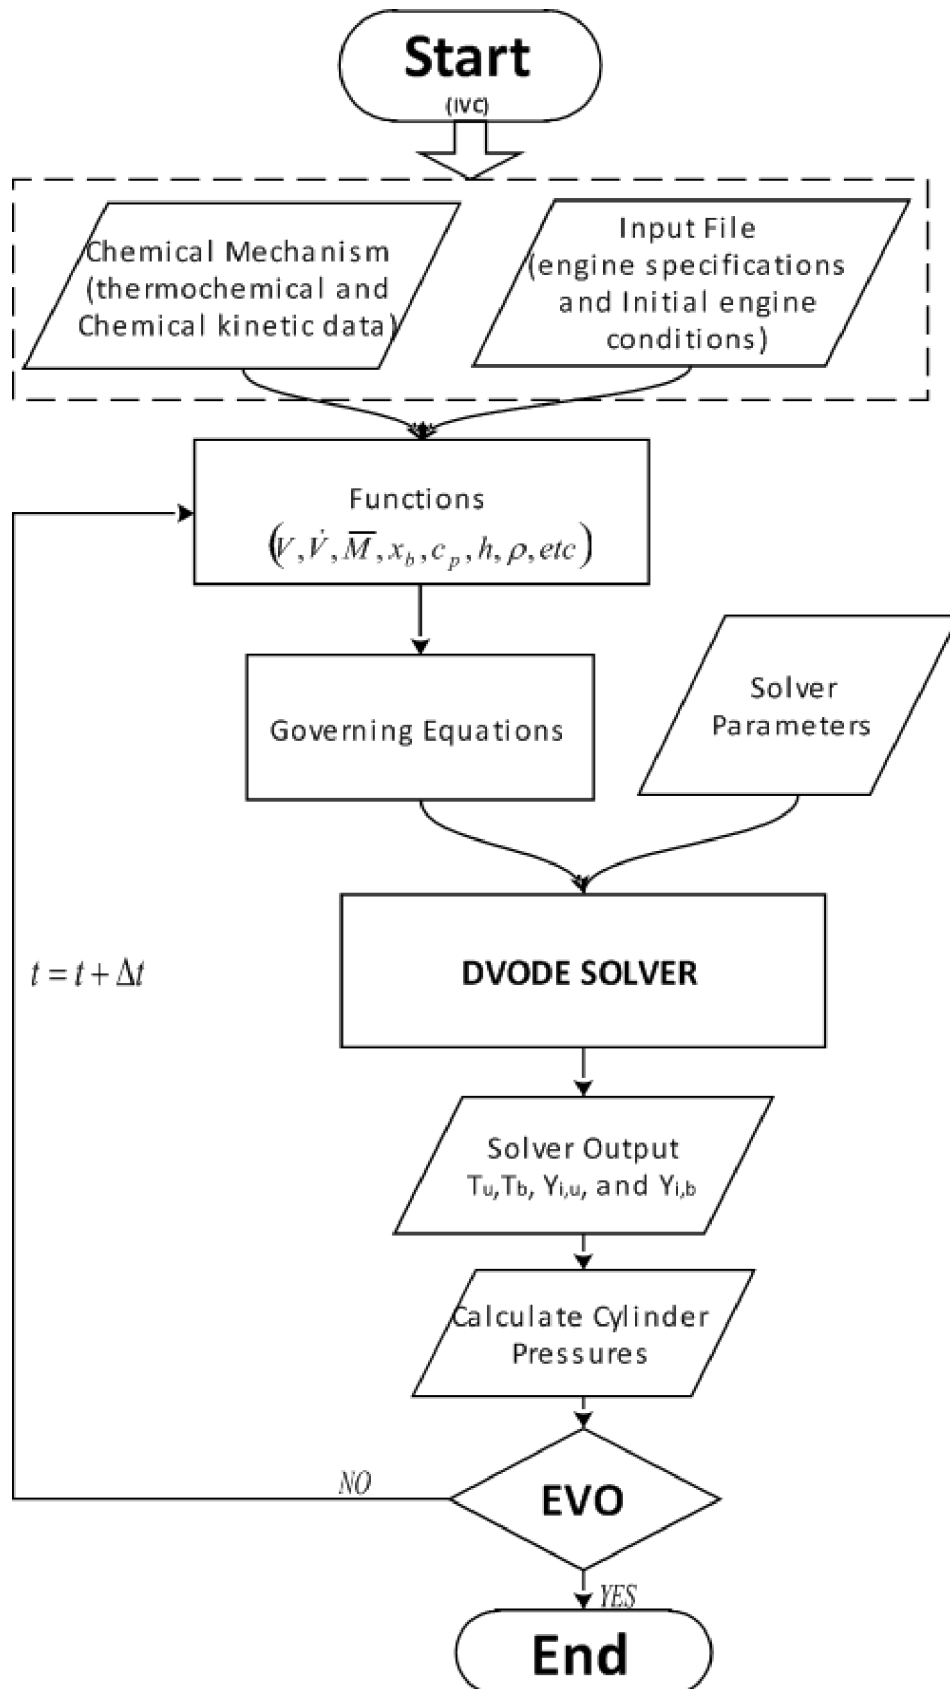 Start
(IVC)
Chemical Mechanism
(thermochemical and
Chemical kinetic data)
Input File
(engine specifications
and Initial engine
conditions)
Functions
(V, V̇, M̅, x_b, c_p, h, ρ, etc)
Governing Equations
Solver
Parameters
DVODE SOLVER
t = t + Δt
Solver Output
Tu,Tb, Yi,u, and Yi,b
Calculate Cylinder
Pressures
NO
EVO
YES
End